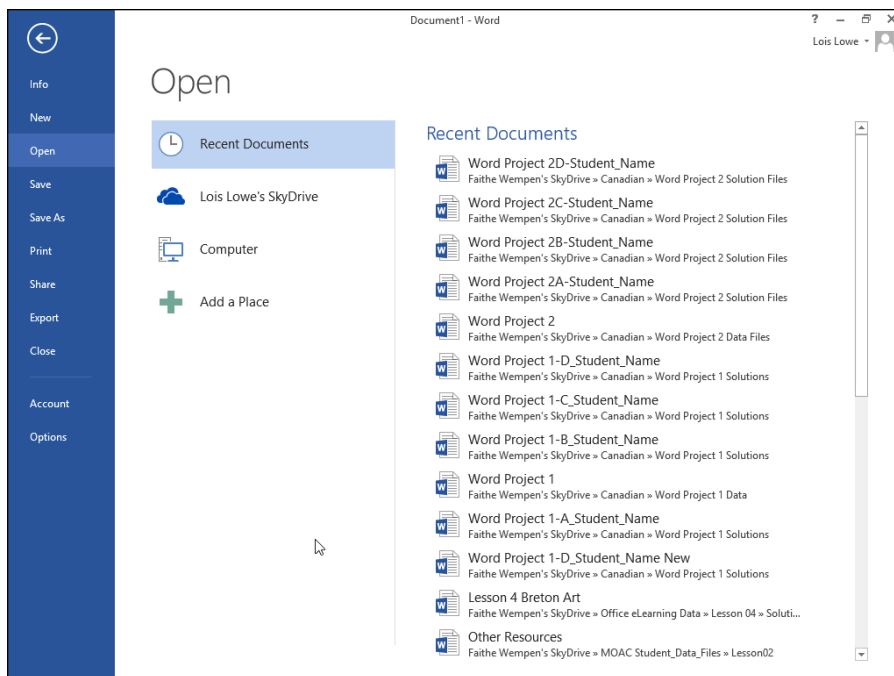 Document1 - Word
?
Lois Lowe
Info
New
Open
Save
Save As
Print
Share
Export
Close
Account
Options
Open
Recent Documents
Lois Lowe's SkyDrive
Computer
Add a Place
Recent Documents
Word Project 2D-Student_Name
Faithe Wempen's SkyDrive » Canadian » Word Project 2 Solution Files
Word Project 2C-Student_Name
Faithe Wempen's SkyDrive » Canadian » Word Project 2 Solution Files
Word Project 2B-Student_Name
Faithe Wempen's SkyDrive » Canadian » Word Project 2 Solution Files
Word Project 2A-Student_Name
Faithe Wempen's SkyDrive » Canadian » Word Project 2 Solution Files
Word Project 2
Faithe Wempen's SkyDrive » Canadian » Word Project 2 Data Files
Word Project 1-D_Student_Name
Faithe Wempen's SkyDrive » Canadian » Word Project 1 Solutions
Word Project 1-C_Student_Name
Faithe Wempen's SkyDrive » Canadian » Word Project 1 Solutions
Word Project 1-B_Student_Name
Faithe Wempen's SkyDrive » Canadian » Word Project 1 Solutions
Word Project 1
Faithe Wempen's SkyDrive » Canadian » Word Project 1 Data
Word Project 1-A_Student_Name
Faithe Wempen's SkyDrive » Canadian » Word Project 1 Solutions
Word Project 1-D_Student_Name New
Faithe Wempen's SkyDrive » Canadian » Word Project 1 Solutions
Lesson 4 Breton Art
Faithe Wempen's SkyDrive » Office eLearning Data » Lesson 04 » Soluti...
Other Resources
Faithe Wempen's SkyDrive » MOAC Student_Data_Files » Lesson02